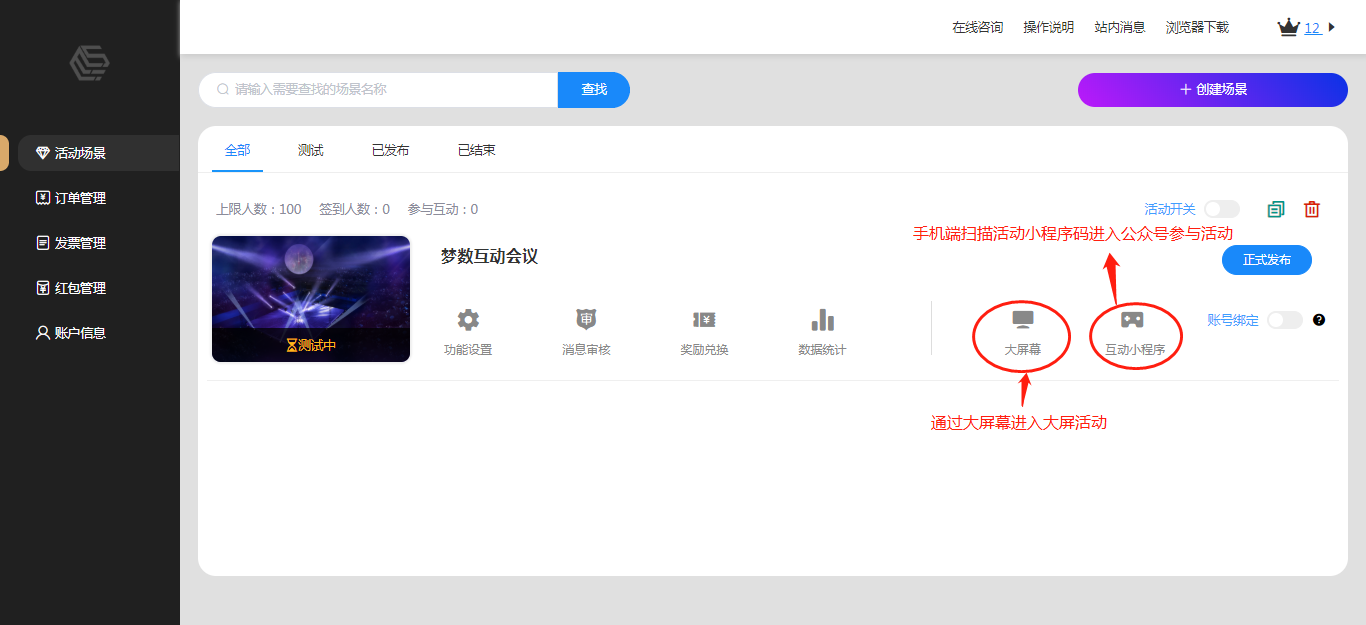 在线咨询 操作说明 站内消息 浏览器下载 12
请输入需要查找的场景名称 查找 创建场景
活动场景
订单管理
发票管理
红包管理
账户信息
全部 测试 已发布 已结束
上限人数：100 签到人数：0 参与互动：0 活动开关
手机端扫描活动小程序码进入公众号参与活动
梦数互动会议 正式发布
测试中
功能设置 消息审核 奖励兑换 数据统计 大屏幕 互动小程序 账号绑定
通过大屏幕进入大屏活动